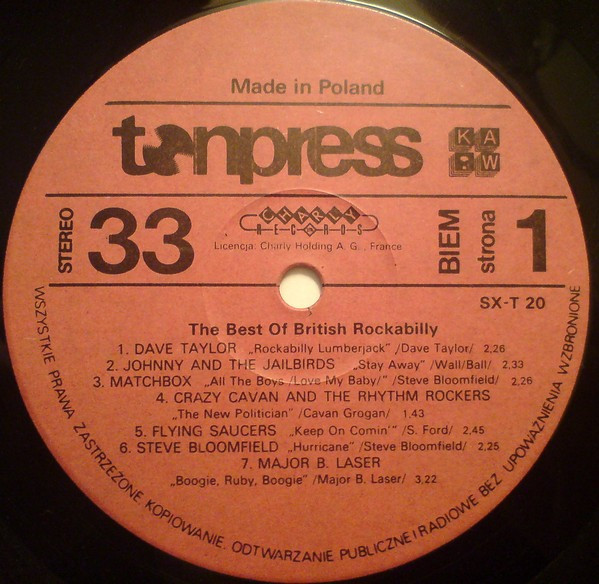 Made in Poland
tonpress KAW
STEREO 33
CHARLY RECORDS
Licencja: Charly Holding A. G., France
BIEM strona 1
SX-T 20
The Best Of British Rockabilly
1. DAVE TAYLOR „Rockabilly Lumberjack" /Dave Taylor/ 2,26
2. JOHNNY AND THE JAILBIRDS „Stay Away" /Wall/Ball/ 2.33
3. MATCHBOX „All The Boys /Love My Baby/" /Steve Bloomfield/ 2,26
4. CRAZY CAVAN AND THE RHYTHM ROCKERS
„The New Politician" /Cavan Grogan/ 1,43
5. FLYING SAUCERS „Keep On Comin'" /S. Ford/ 2,45
6. STEVE BLOOMFIELD „Hurricane" /Steve Bloomfield/ 2,25
7. MAJOR B. LASER
„Boogie, Ruby, Boogie" /Major B. Laser/ 3,22
WSZYSTKIE PRAWA ZASTRZEŻONE. KOPIOWANIE. ODTWARZANIE PUBLICZNE I RADIOWE BEZ UPOWAŻNIENIA WZBRONIONE